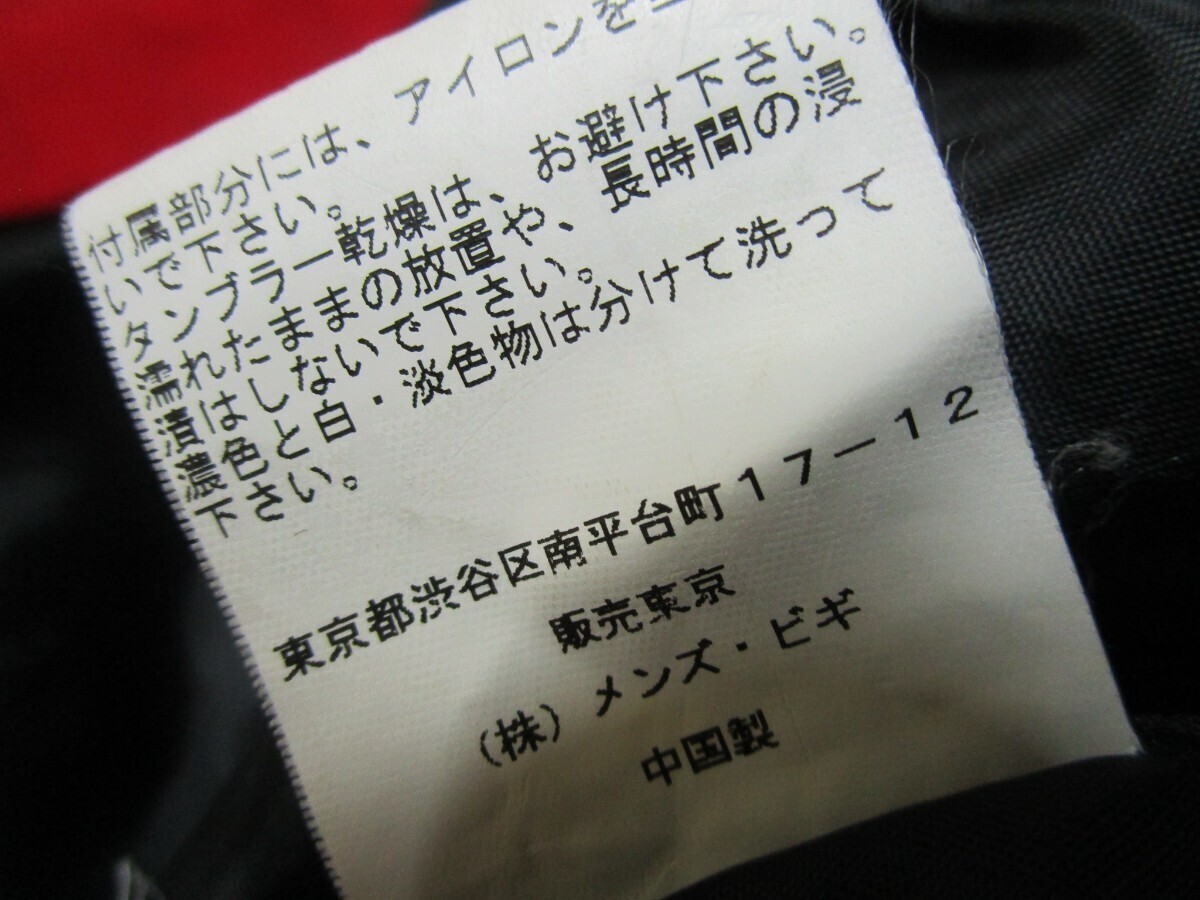 付属部分には、アイロンを
いで下さい。
タンブラー乾燥は、お避け下さい。
濡れたままの放置や、長時間の浸
漬はしないで下さい。
濃色と白・淡色物は分けて洗って
下さい。
東京都渋谷区南平台町17ー12
販売東京
(株)メンズ・ビギ
中国製